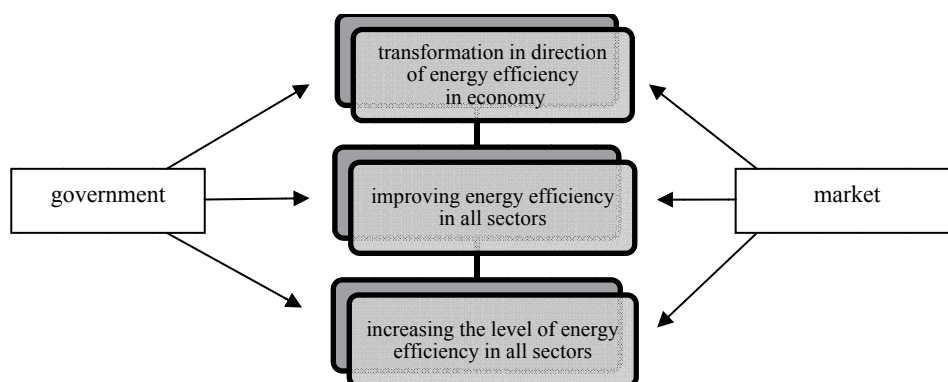 transformation in direction
of energy efficiency
in economy
government
improving energy efficiency
in all sectors
market
increasing the level of energy
efficiency in all sectors